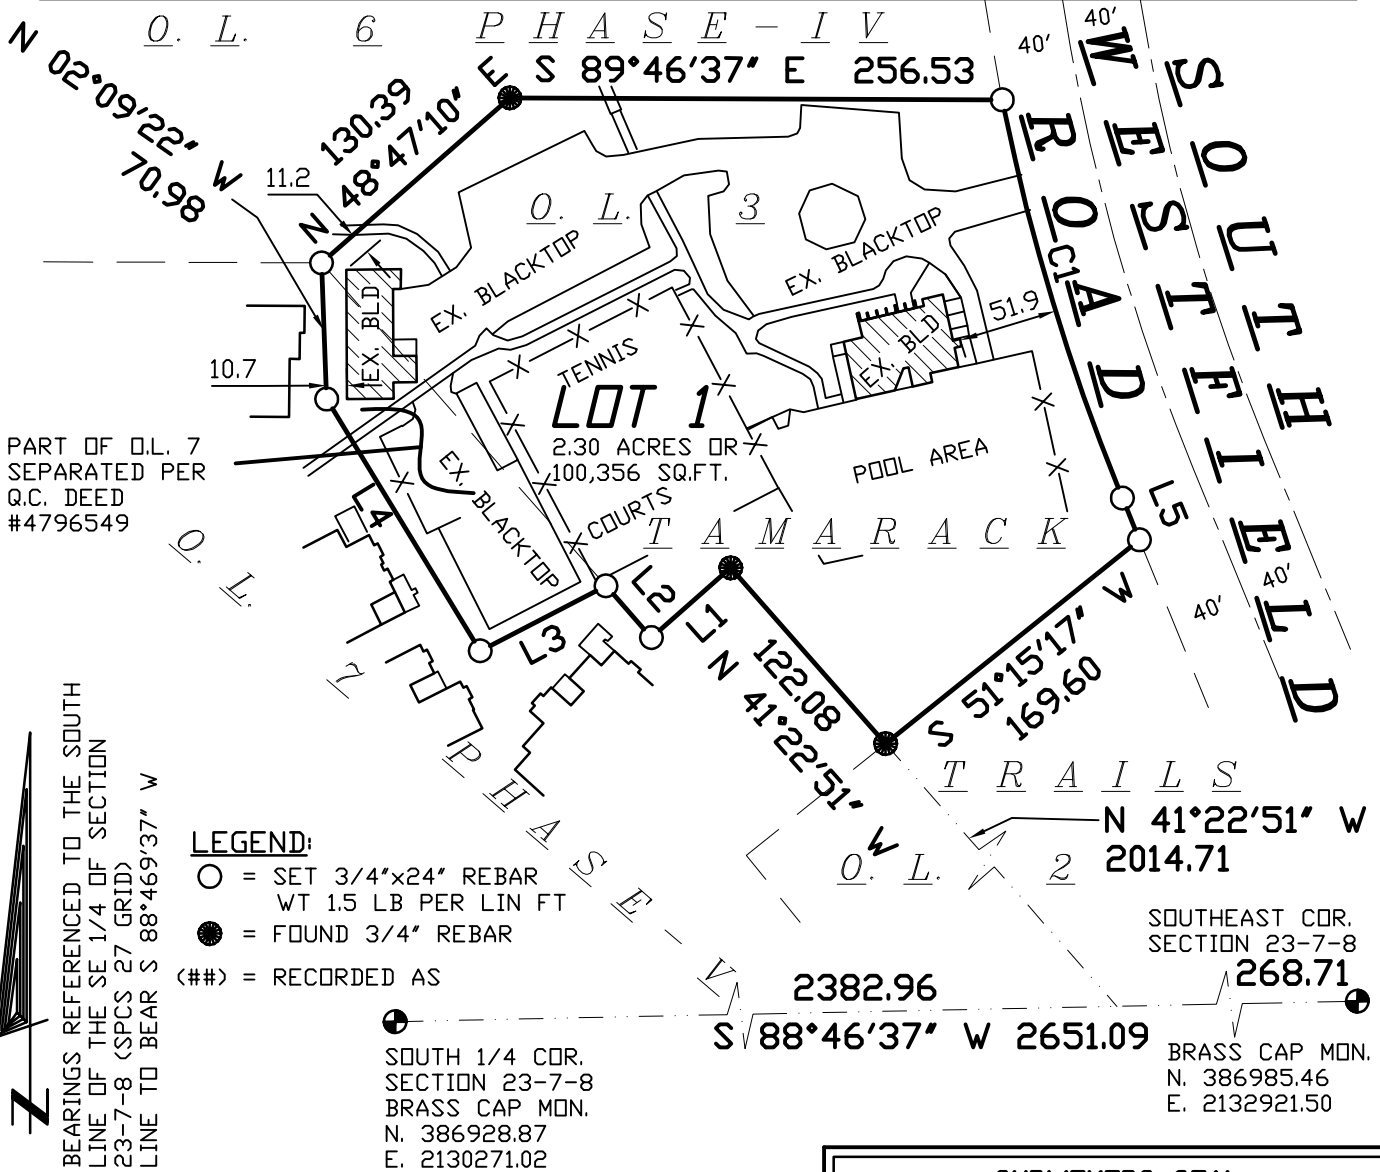 O. L. 6 PHASE-IV
N 02°09'22" W
70.98
130.39
N 48°47'10" E
S 89°46'37" E 256.53
40'
40'
SOUTH
WESTFIELD
ROAD
11.2
O. L. 3
EX. BLACKTOP
EX. BLACKTOP
C1
51.9
EX. BLD
EX. BLD
10.7
TENNIS
LOT 1
2.30 ACRES OR
100,356 SQ.FT.
COURTS
POOL AREA
PART OF O.L. 7
SEPARATED PER
Q.C. DEED
#4796549
EX. BLACKTOP
L4
L5
TAMARACK
O. L. 7
L2
L1
L3
40'
40'
122.08
N 41°22'51" W
S 51°15'17" W
169.60
TRAILS
PHASE V
N 41°22'51" W
2014.71
O. L. 2
LEGEND:
= SET 3/4"x24" REBAR
WT 1.5 LB PER LIN FT
= FOUND 3/4" REBAR
(##) = RECORDED AS
BEARINGS REFERENCED TO THE SOUTH
LINE OF THE SE 1/4 OF SECTION
23-7-8 (SPCS 27 GRID)
LINE TO BEAR S 88°469'37" W
N
SOUTHEAST COR.
SECTION 23-7-8
268.71
2382.96
S 88°46'37" W 2651.09
SOUTH 1/4 COR.
SECTION 23-7-8
BRASS CAP MON.
N. 386928.87
E. 2130271.02
BRASS CAP MON.
N. 386985.46
E. 2132921.50